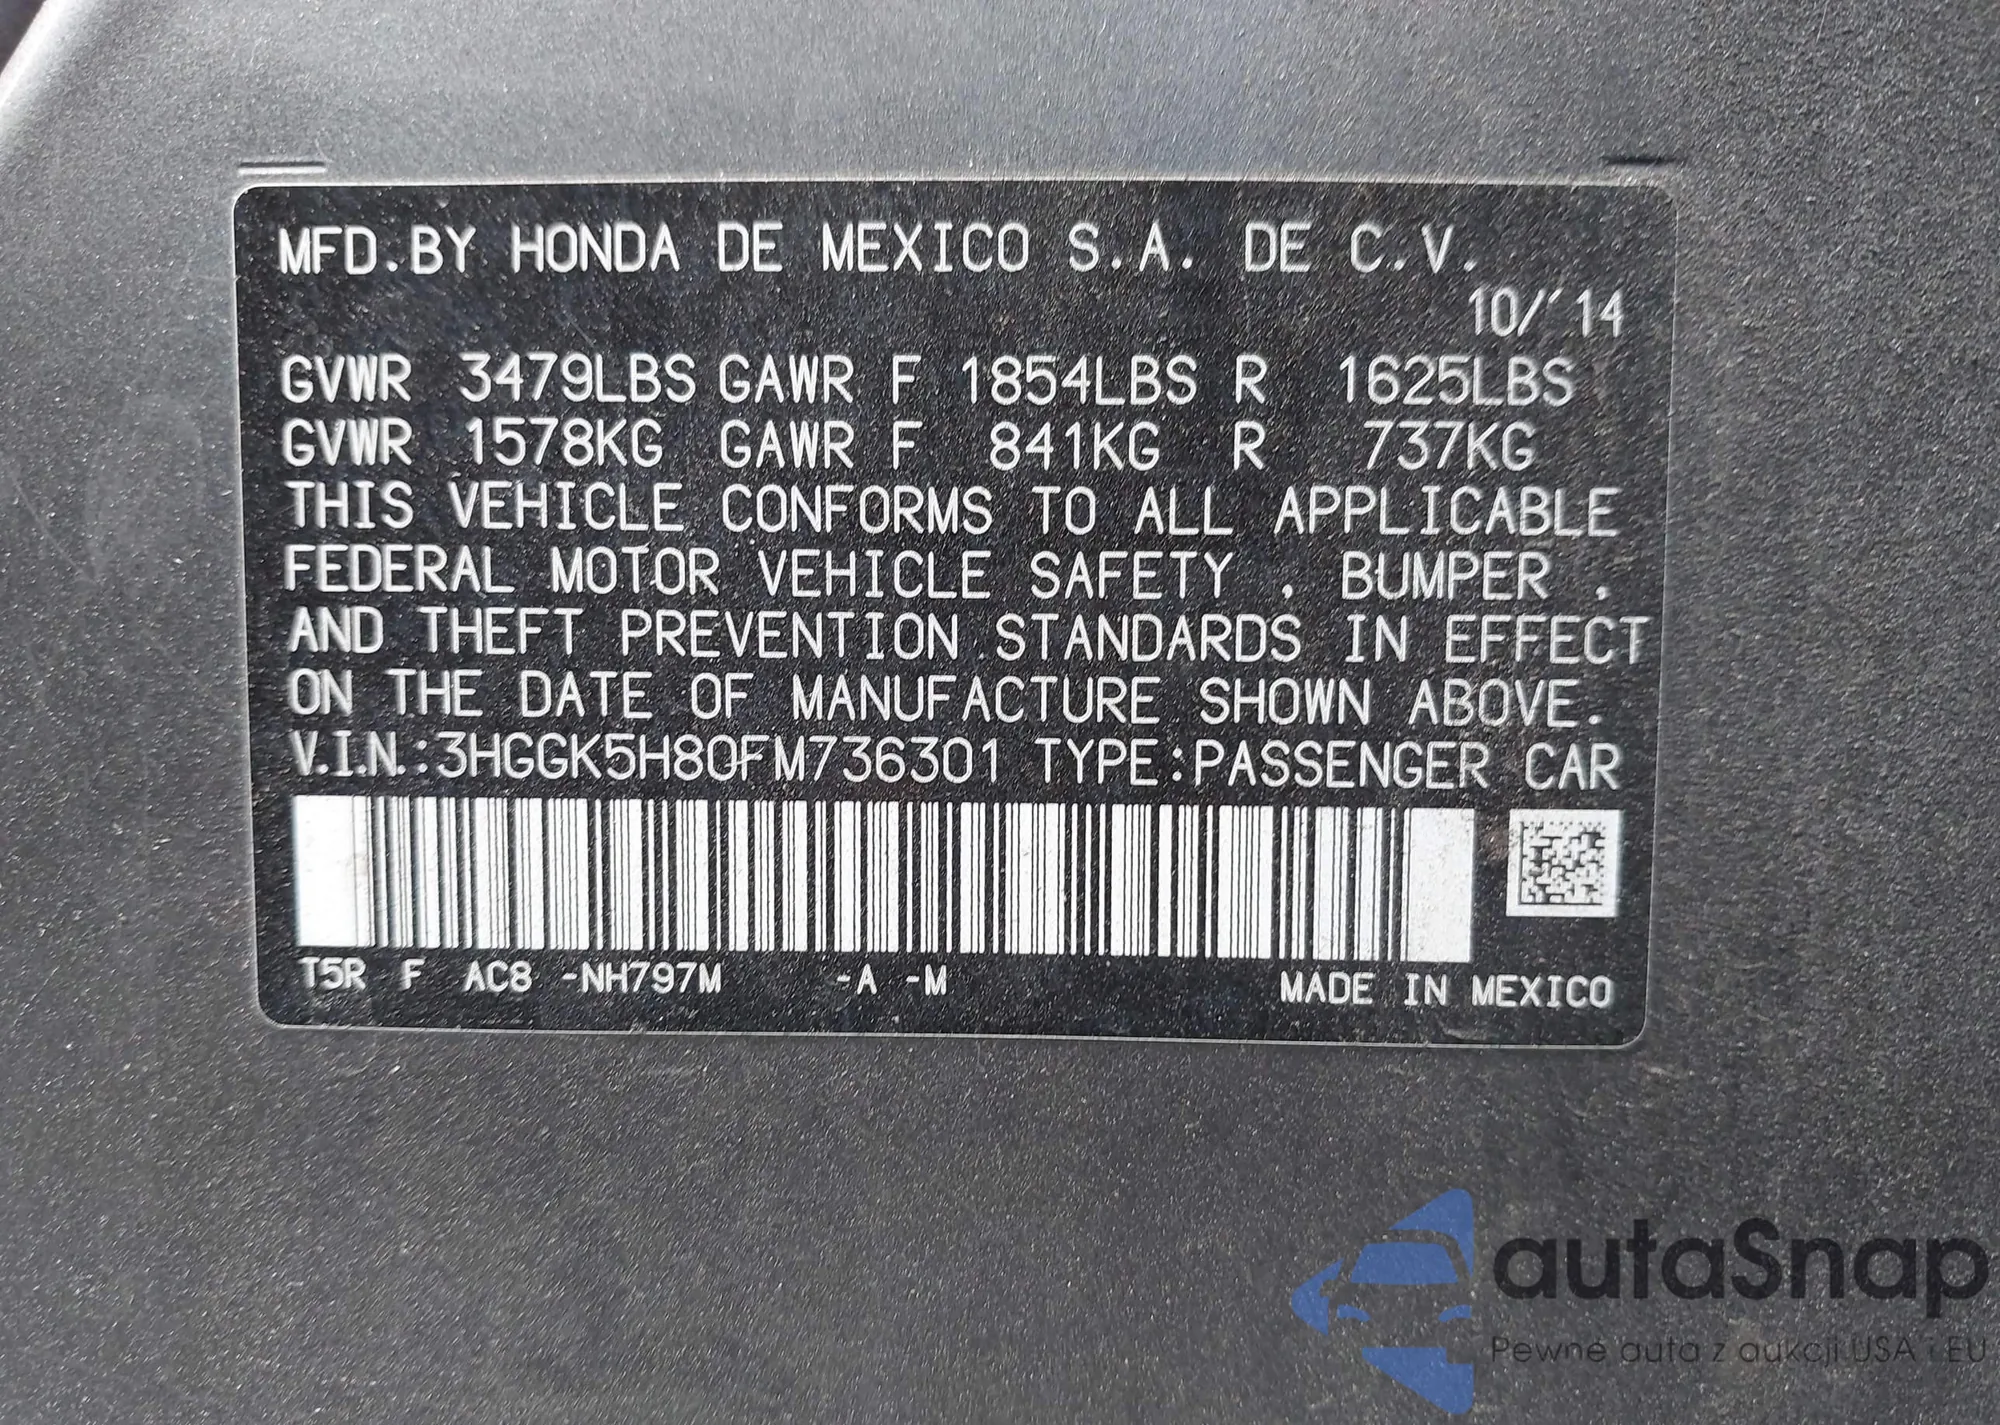 MFD.BY HONDA DE MEXICO S.A. DE C.V.
10/'14
GVWR 3479LBS GAWR F 1854LBS R 1625LBS
GVWR 1578KG GAWR F 841KG R 737KG
THIS VEHICLE CONFORMS TO ALL APPLICABLE
FEDERAL MOTOR VEHICLE SAFETY , BUMPER ,
AND THEFT PREVENTION STANDARDS IN EFFECT
ON THE DATE OF MANUFACTURE SHOWN ABOVE.
V.I.N.:3HGGK5H80FM736301 TYPE:PASSENGER CAR
T5R F AC8 -NH797M -A -M MADE IN MEXICO
autaSnap
Pewne auta z aukcji USA i EU